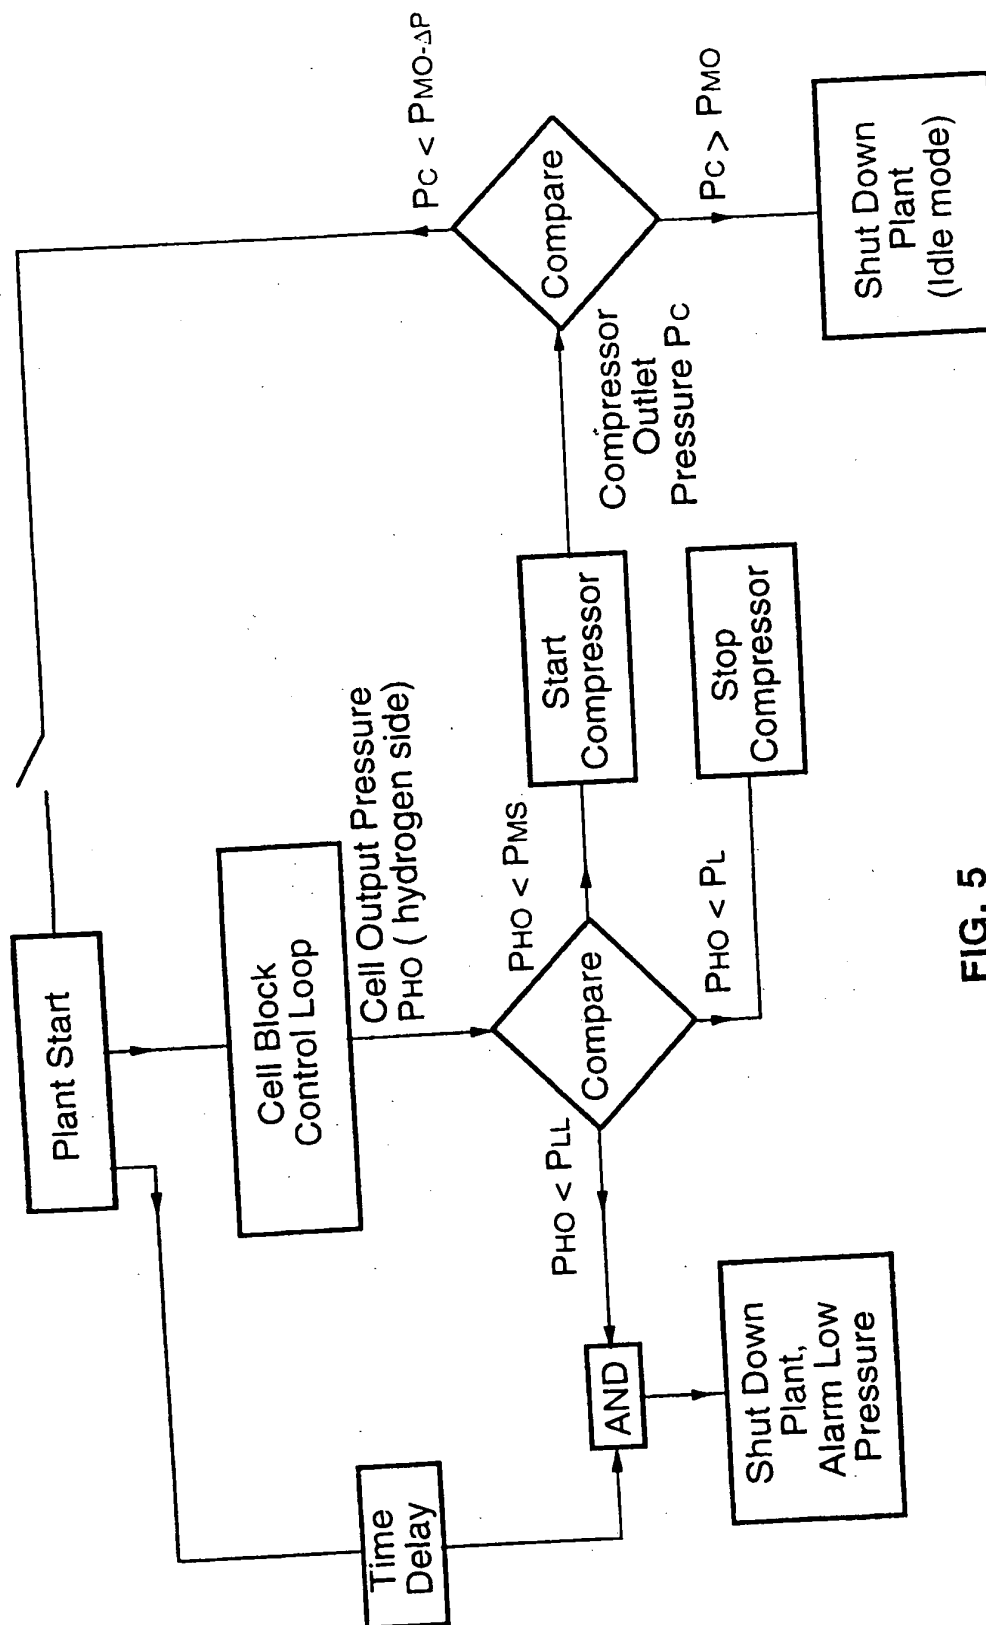 Plant Start
Cell Block
Control Loop
Cell Output Pressure
PHO ( hydrogen side)
Time
Delay
AND
Shut Down
Plant,
Alarm Low
Pressure
PHO < PLL
Compare
PHO < PMS
PHO < PL
Start
Compressor
Stop
Compressor
Compressor
Outlet
Pressure PC
Compare
PC < PMO-ΔP
PC > PMO
Shut Down
Plant
(Idle mode)
FIG. 5